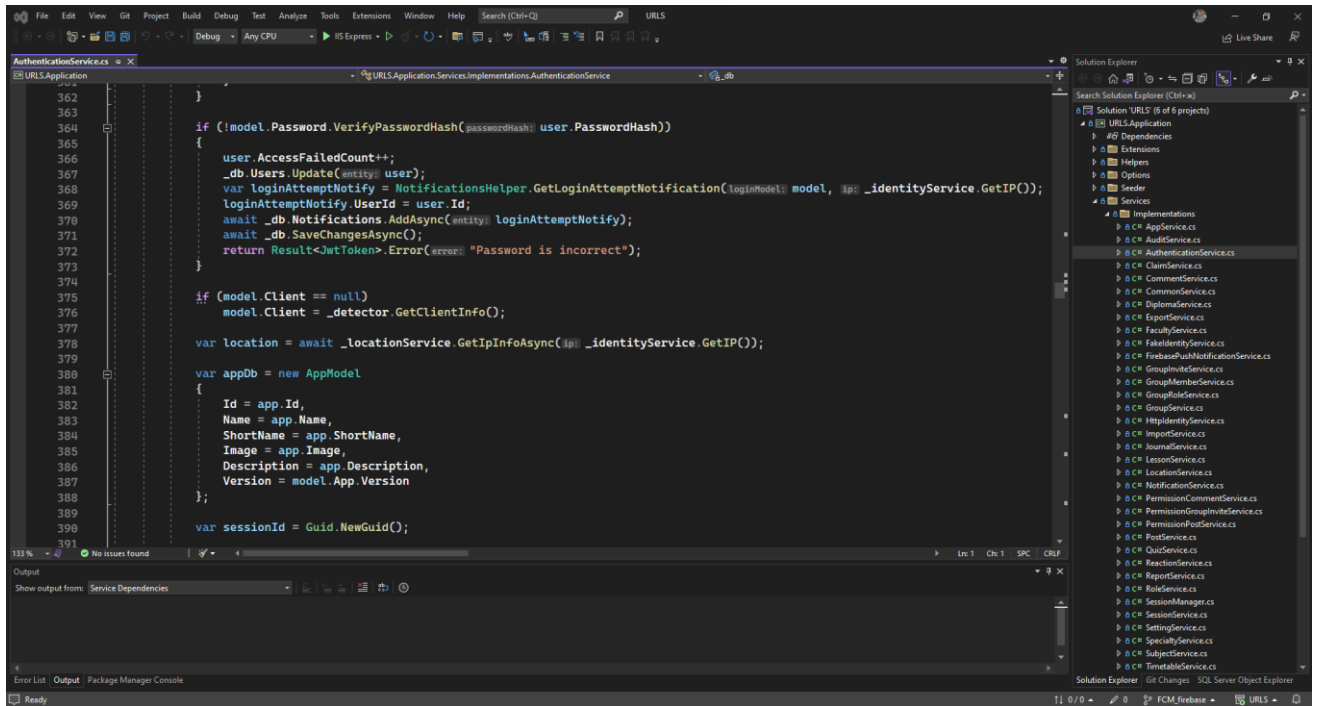 File Edit View Git Project Build Debug Test Analyze Tools Extensions Window Help Search (Ctrl+Q) URLS
Debug Any CPU IIS Express Live Share
AuthenticationService.cs
URLS.Application URLS.Application.Services.Implementations.AuthenticationService _db
361 }
362 }
363
364 if (!model.Password.VerifyPasswordHash(passwordHash: user.PasswordHash))
365 {
366 user.AccessFailedCount++;
367 _db.Users.Update(entity: user);
368 var loginAttemptNotify = NotificationsHelper.GetLoginAttemptNotification(loginModel: model, ip: _identityService.GetIP());
369 loginAttemptNotify.UserId = user.Id;
370 await _db.Notifications.AddAsync(entity: loginAttemptNotify);
371 await _db.SaveChangesAsync();
372 return Result<JwtToken>.Error(error: "Password is incorrect");
373 }
374
375 if (model.Client == null)
376 model.Client = _detector.GetClientInfo();
377
378 var location = await _locationService.GetIpInfoAsync(ip: _identityService.GetIP());
379
380 var appDb = new AppModel
381 {
382 Id = app.Id,
383 Name = app.Name,
384 ShortName = app.ShortName,
385 Image = app.Image,
386 Description = app.Description,
387 Version = model.App.Version
388 };
389
390 var sessionId = Guid.NewGuid();
391
133 % No issues found Ln: 1 Ch: 1 SPC CRLF
Output
Show output from: Service Dependencies
Error List Output Package Manager Console
Solution Explorer
Search Solution Explorer (Ctrl+ж)
Solution 'URLS' (6 of 6 projects)
URLS.Application
Dependencies
Extensions
Helpers
Options
Seeder
Services
Implementations
C# AppService.cs
C# AuditService.cs
C# AuthenticationService.cs
C# ClaimService.cs
C# CommentService.cs
C# CommonService.cs
C# DiplomaService.cs
C# ExportService.cs
C# FacultyService.cs
C# FakeIdentityService.cs
C# FirebasePushNotificationService.cs
C# GroupInviteService.cs
C# GroupMemberService.cs
C# GroupRoleService.cs
C# GroupService.cs
C# HttpIdentityService.cs
C# ImportService.cs
C# JournalService.cs
C# LessonService.cs
C# LocationService.cs
C# NotificationService.cs
C# PermissionCommentService.cs
C# PermissionGroupInviteService.cs
C# PermissionPostService.cs
C# PostService.cs
C# QuizService.cs
C# ReactionService.cs
C# ReportService.cs
C# RoleService.cs
C# SessionManager.cs
C# SessionService.cs
C# SettingService.cs
C# SpecialtyService.cs
C# SubjectService.cs
C# TimetableService.cs
Solution Explorer Git Changes SQL Server Object Explorer
Ready 0 / 0 0 FCM_firebase URLS